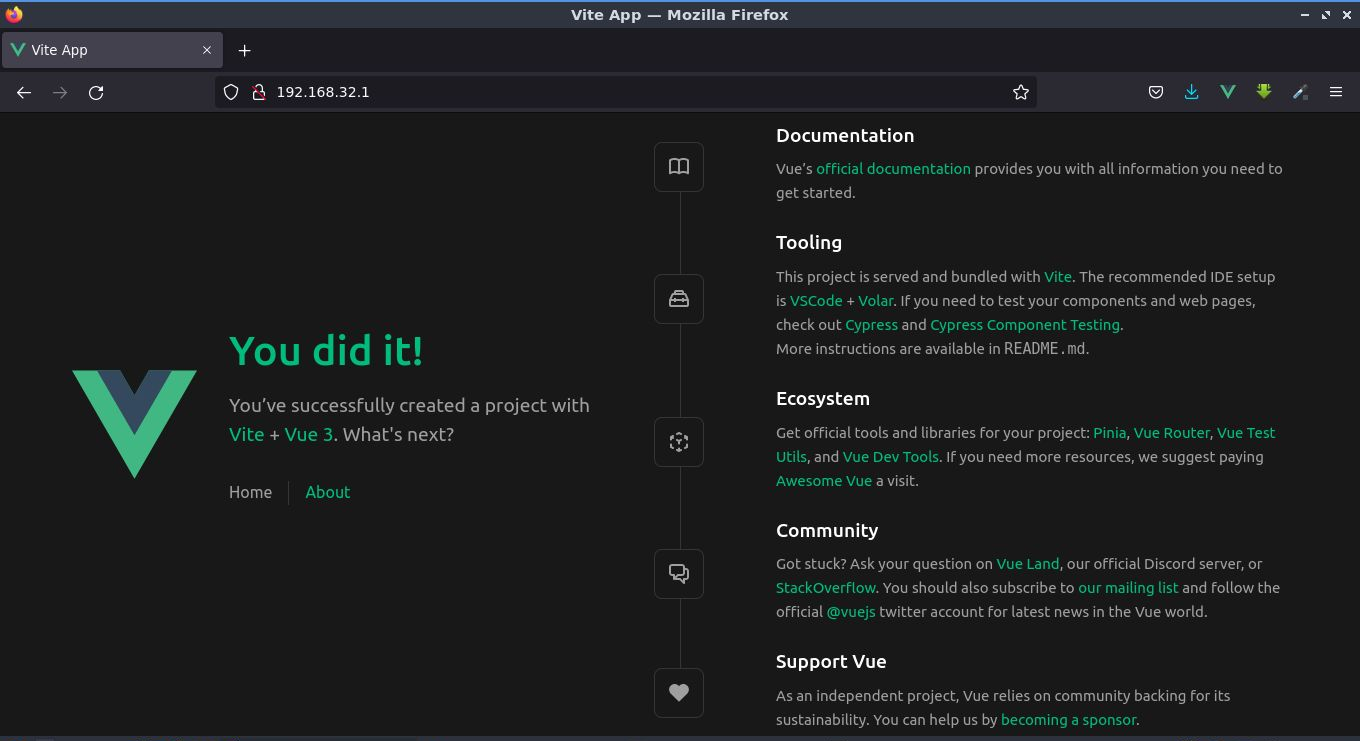 Vite App — Mozilla Firefox
Vite App
192.168.32.1
You did it!
You’ve successfully created a project with
Vite + Vue 3. What's next?
Home
About
Documentation
Vue’s official documentation provides you with all information you need to
get started.
Tooling
This project is served and bundled with Vite. The recommended IDE setup
is VSCode + Volar. If you need to test your components and web pages,
check out Cypress and Cypress Component Testing.
More instructions are available in README.md.
Ecosystem
Get official tools and libraries for your project: Pinia, Vue Router, Vue Test
Utils, and Vue Dev Tools. If you need more resources, we suggest paying
Awesome Vue a visit.
Community
Got stuck? Ask your question on Vue Land, our official Discord server, or
StackOverflow. You should also subscribe to our mailing list and follow the
official @vuejs twitter account for latest news in the Vue world.
Support Vue
As an independent project, Vue relies on community backing for its
sustainability. You can help us by becoming a sponsor.